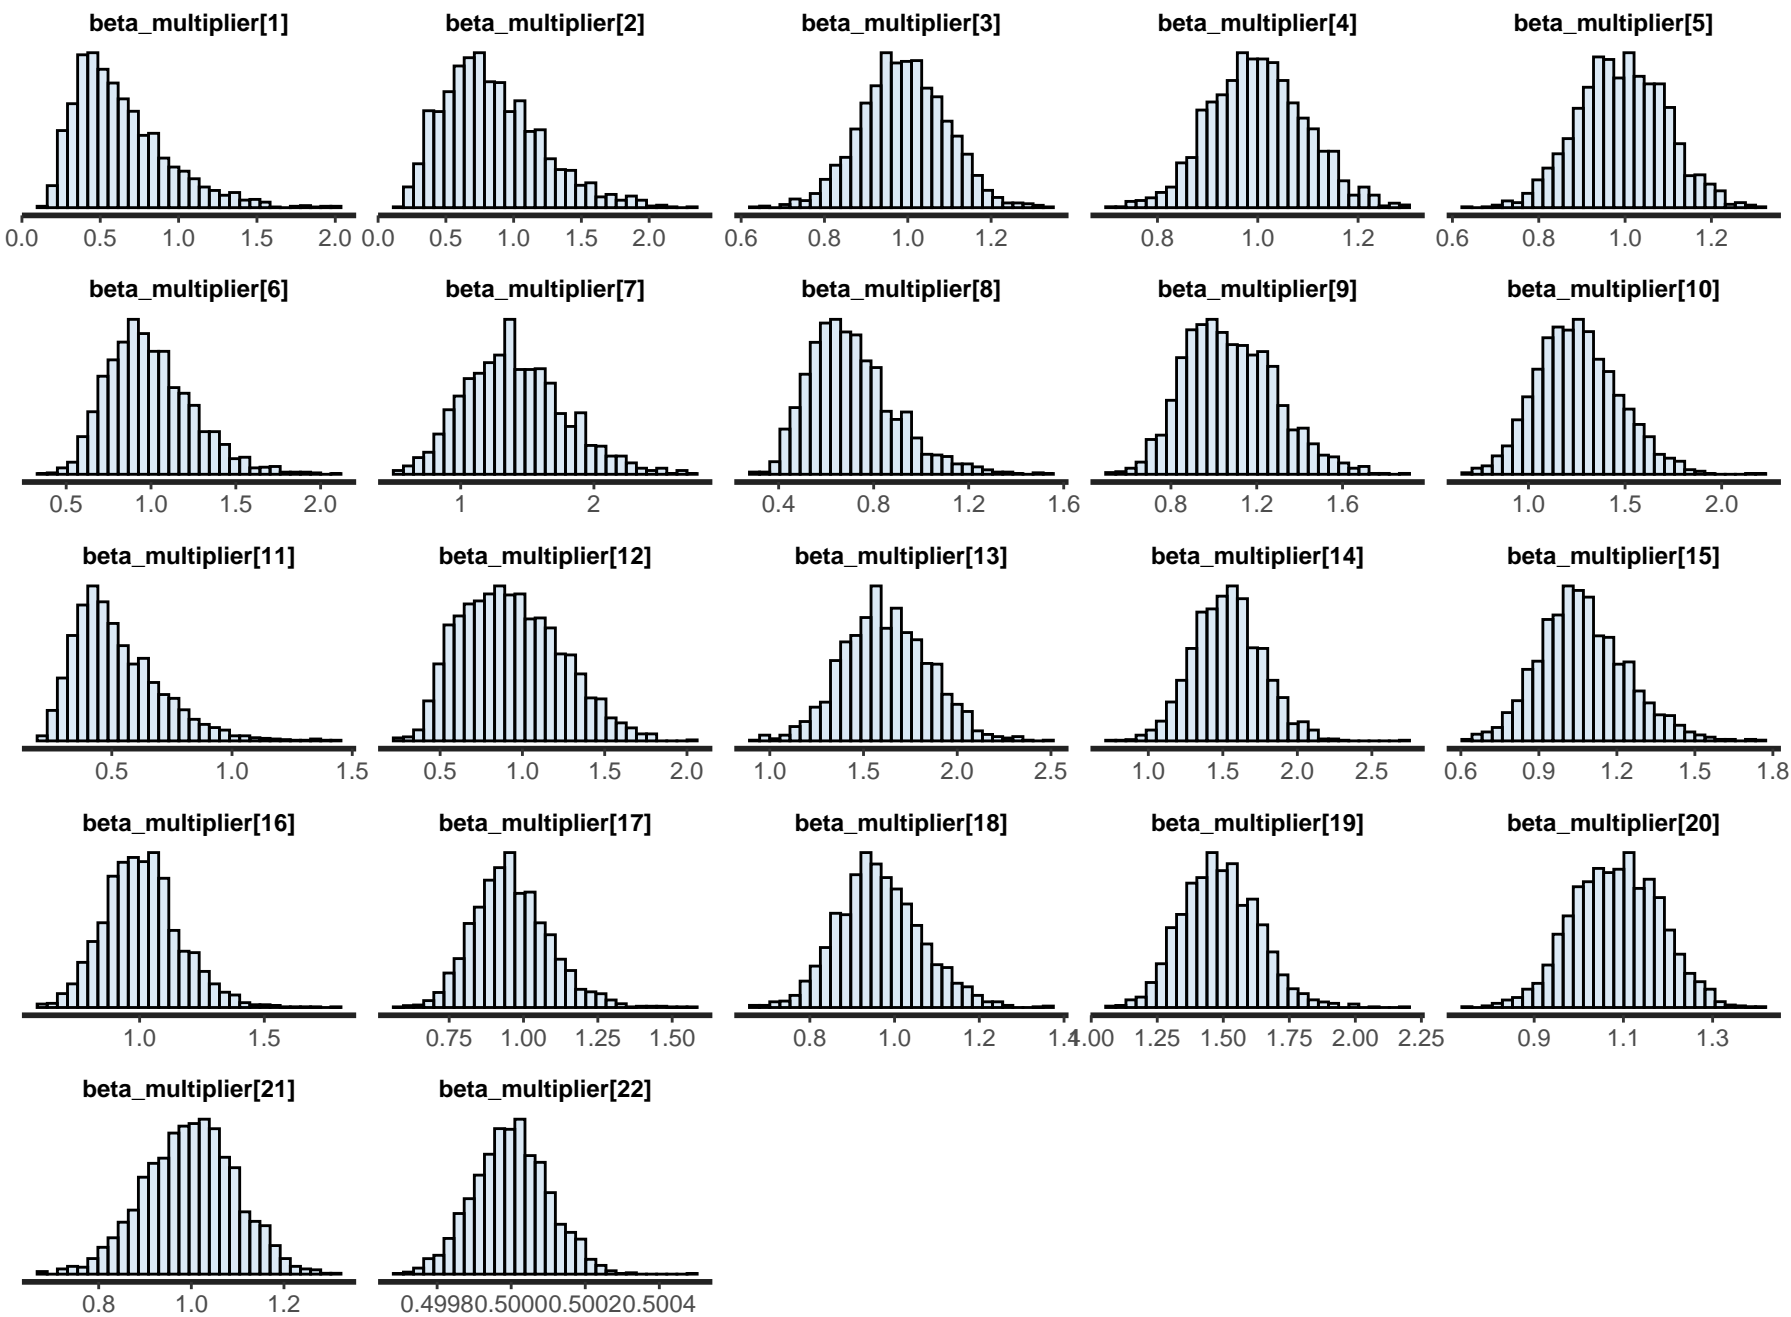 beta_multiplier[1] beta_multiplier[2] beta_multiplier[3] beta_multiplier[4] beta_multiplier[5]
0.0 0.5 1.0 1.5 2.0 0.0 0.5 1.0 1.5 2.0 0.6 0.8 1.0 1.2 0.8 1.0 1.2 0.6 0.8 1.0 1.2
beta_multiplier[6] beta_multiplier[7] beta_multiplier[8] beta_multiplier[9] beta_multiplier[10]
0.5 1.0 1.5 2.0 1 2 0.4 0.8 1.2 1.6 0.8 1.2 1.6 1.0 1.5 2.0
beta_multiplier[11] beta_multiplier[12] beta_multiplier[13] beta_multiplier[14] beta_multiplier[15]
0.5 1.0 1.5 0.5 1.0 1.5 2.0 1.0 1.5 2.0 2.5 1.0 1.5 2.0 2.5 0.6 0.9 1.2 1.5 1.8
beta_multiplier[16] beta_multiplier[17] beta_multiplier[18] beta_multiplier[19] beta_multiplier[20]
1.0 1.5 0.75 1.00 1.25 1.50 0.8 1.0 1.2 1.4 1.00 1.25 1.50 1.75 2.00 2.25 0.9 1.1 1.3
beta_multiplier[21] beta_multiplier[22]
0.8 1.0 1.2 0.4998 0.5000 0.5002 0.5004